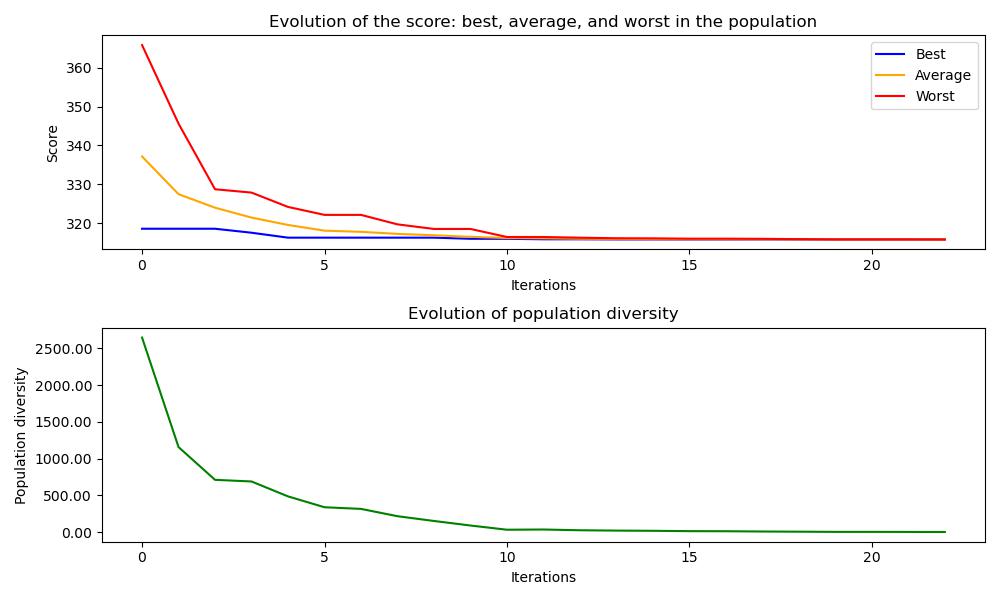 Evolution of the score: best, average, and worst in the population
Score
360
350
340
330
320
Best
Average
Worst
0 5 10 15 20
Iterations
Evolution of population diversity
Population diversity
2500.00
2000.00
1500.00
1000.00
500.00
0.00
0 5 10 15 20
Iterations